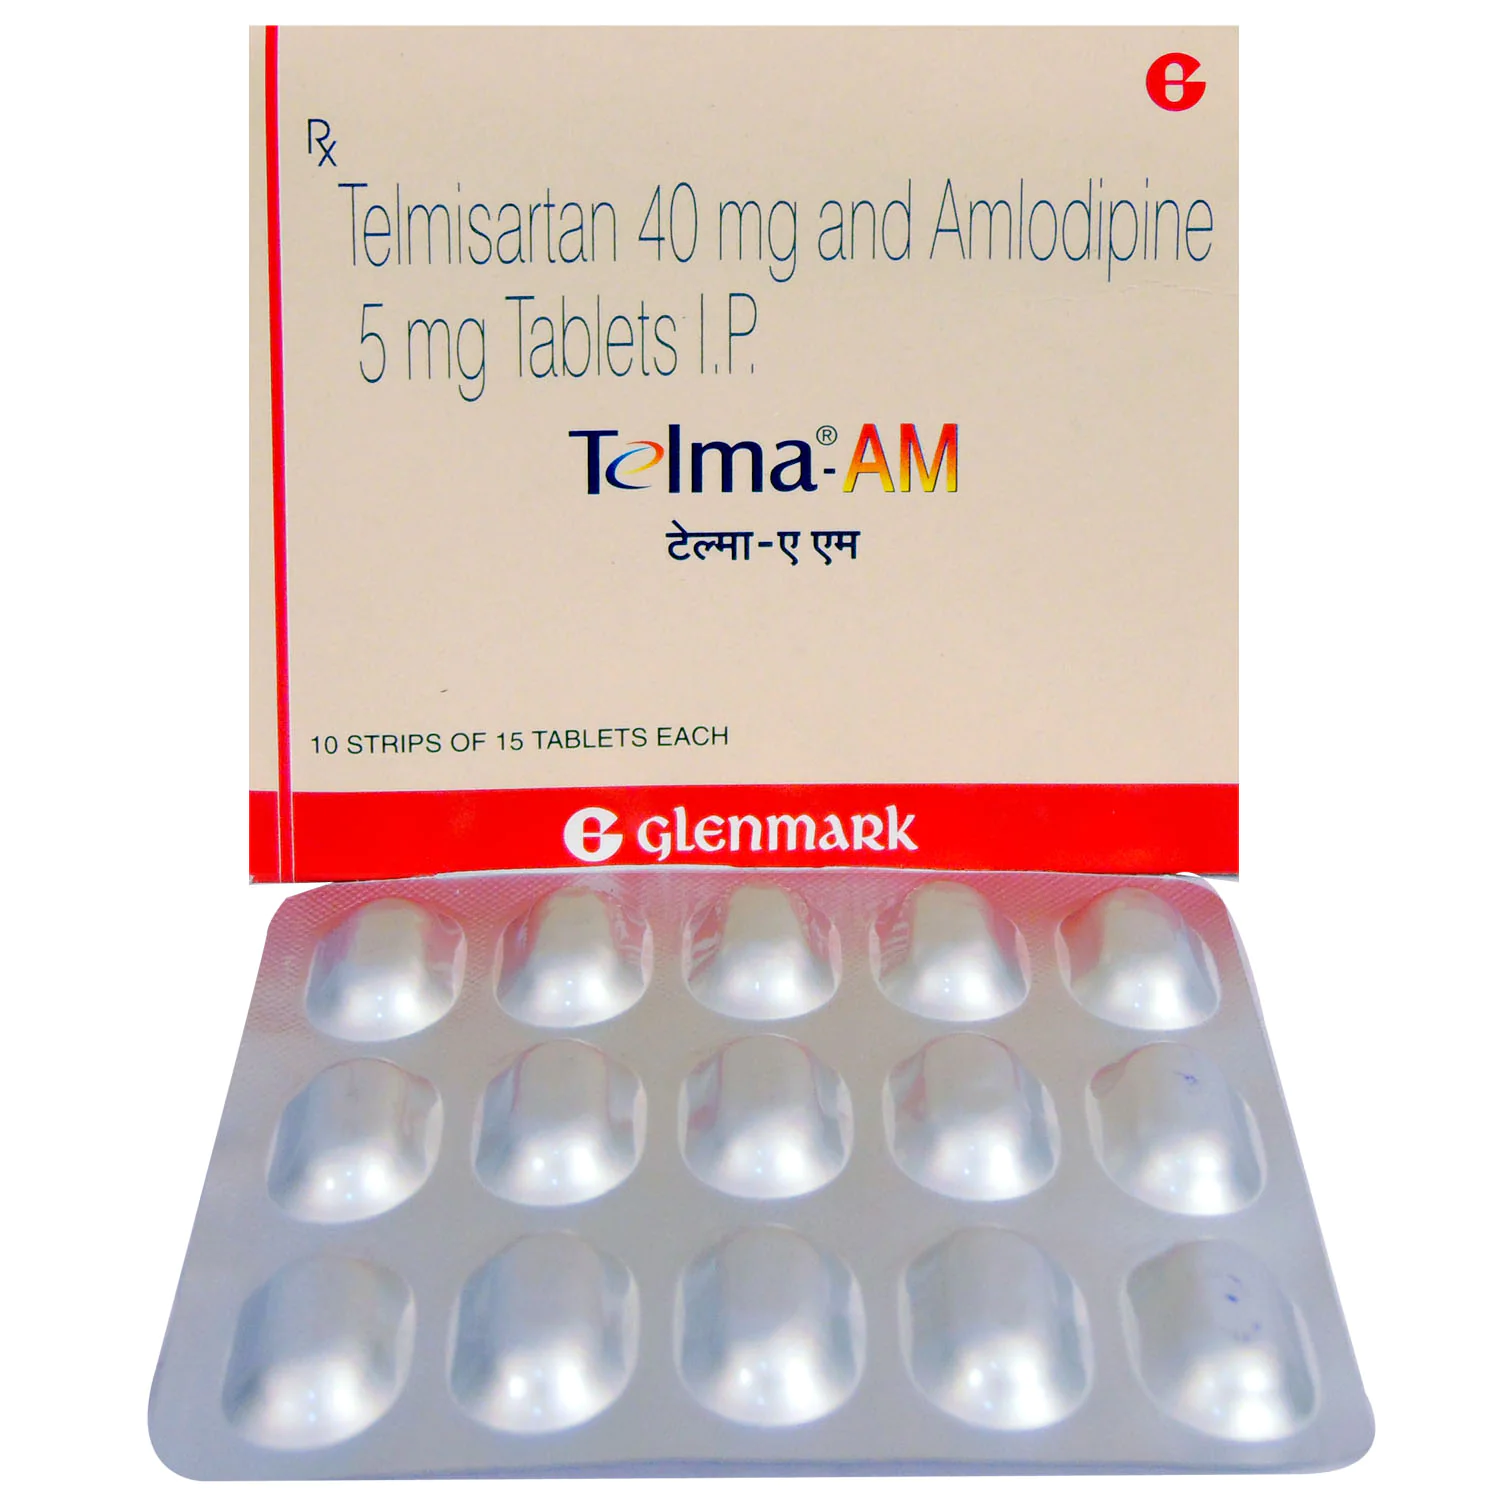 Rx
Telmisartan 40 mg and Amlodipine
5 mg Tablets I.P.
Telma®-AM
टेल्मा-ए एम
10 STRIPS OF 15 TABLETS EACH
GLENMARK